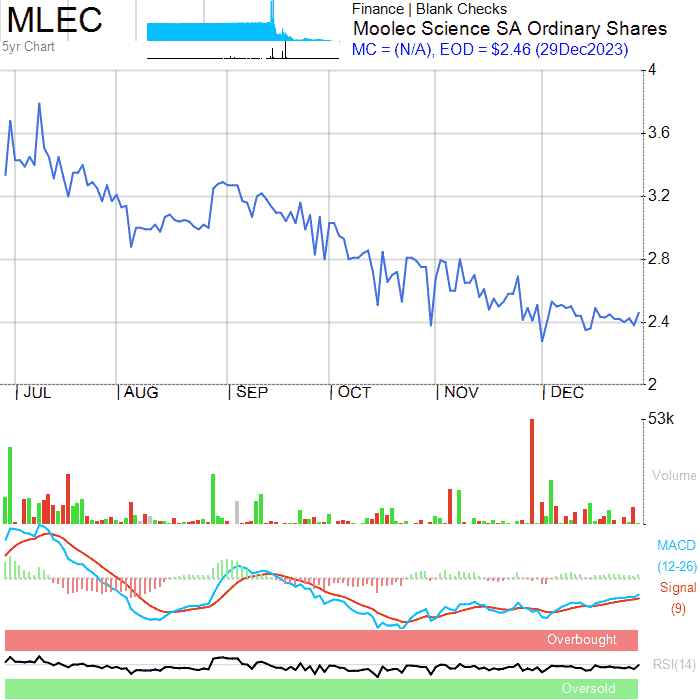 MLEC
5yr Chart
Finance | Blank Checks
Moolec Science SA Ordinary Shares
MC = (N/A), EOD = $2.46 (29Dec2023)
4
3.6
3.2
2.8
2.4
2
JUL AUG SEP OCT NOV DEC
53k
Volume
MACD
(12-26)
Signal
(9)
Overbought
RSI(14)
Oversold